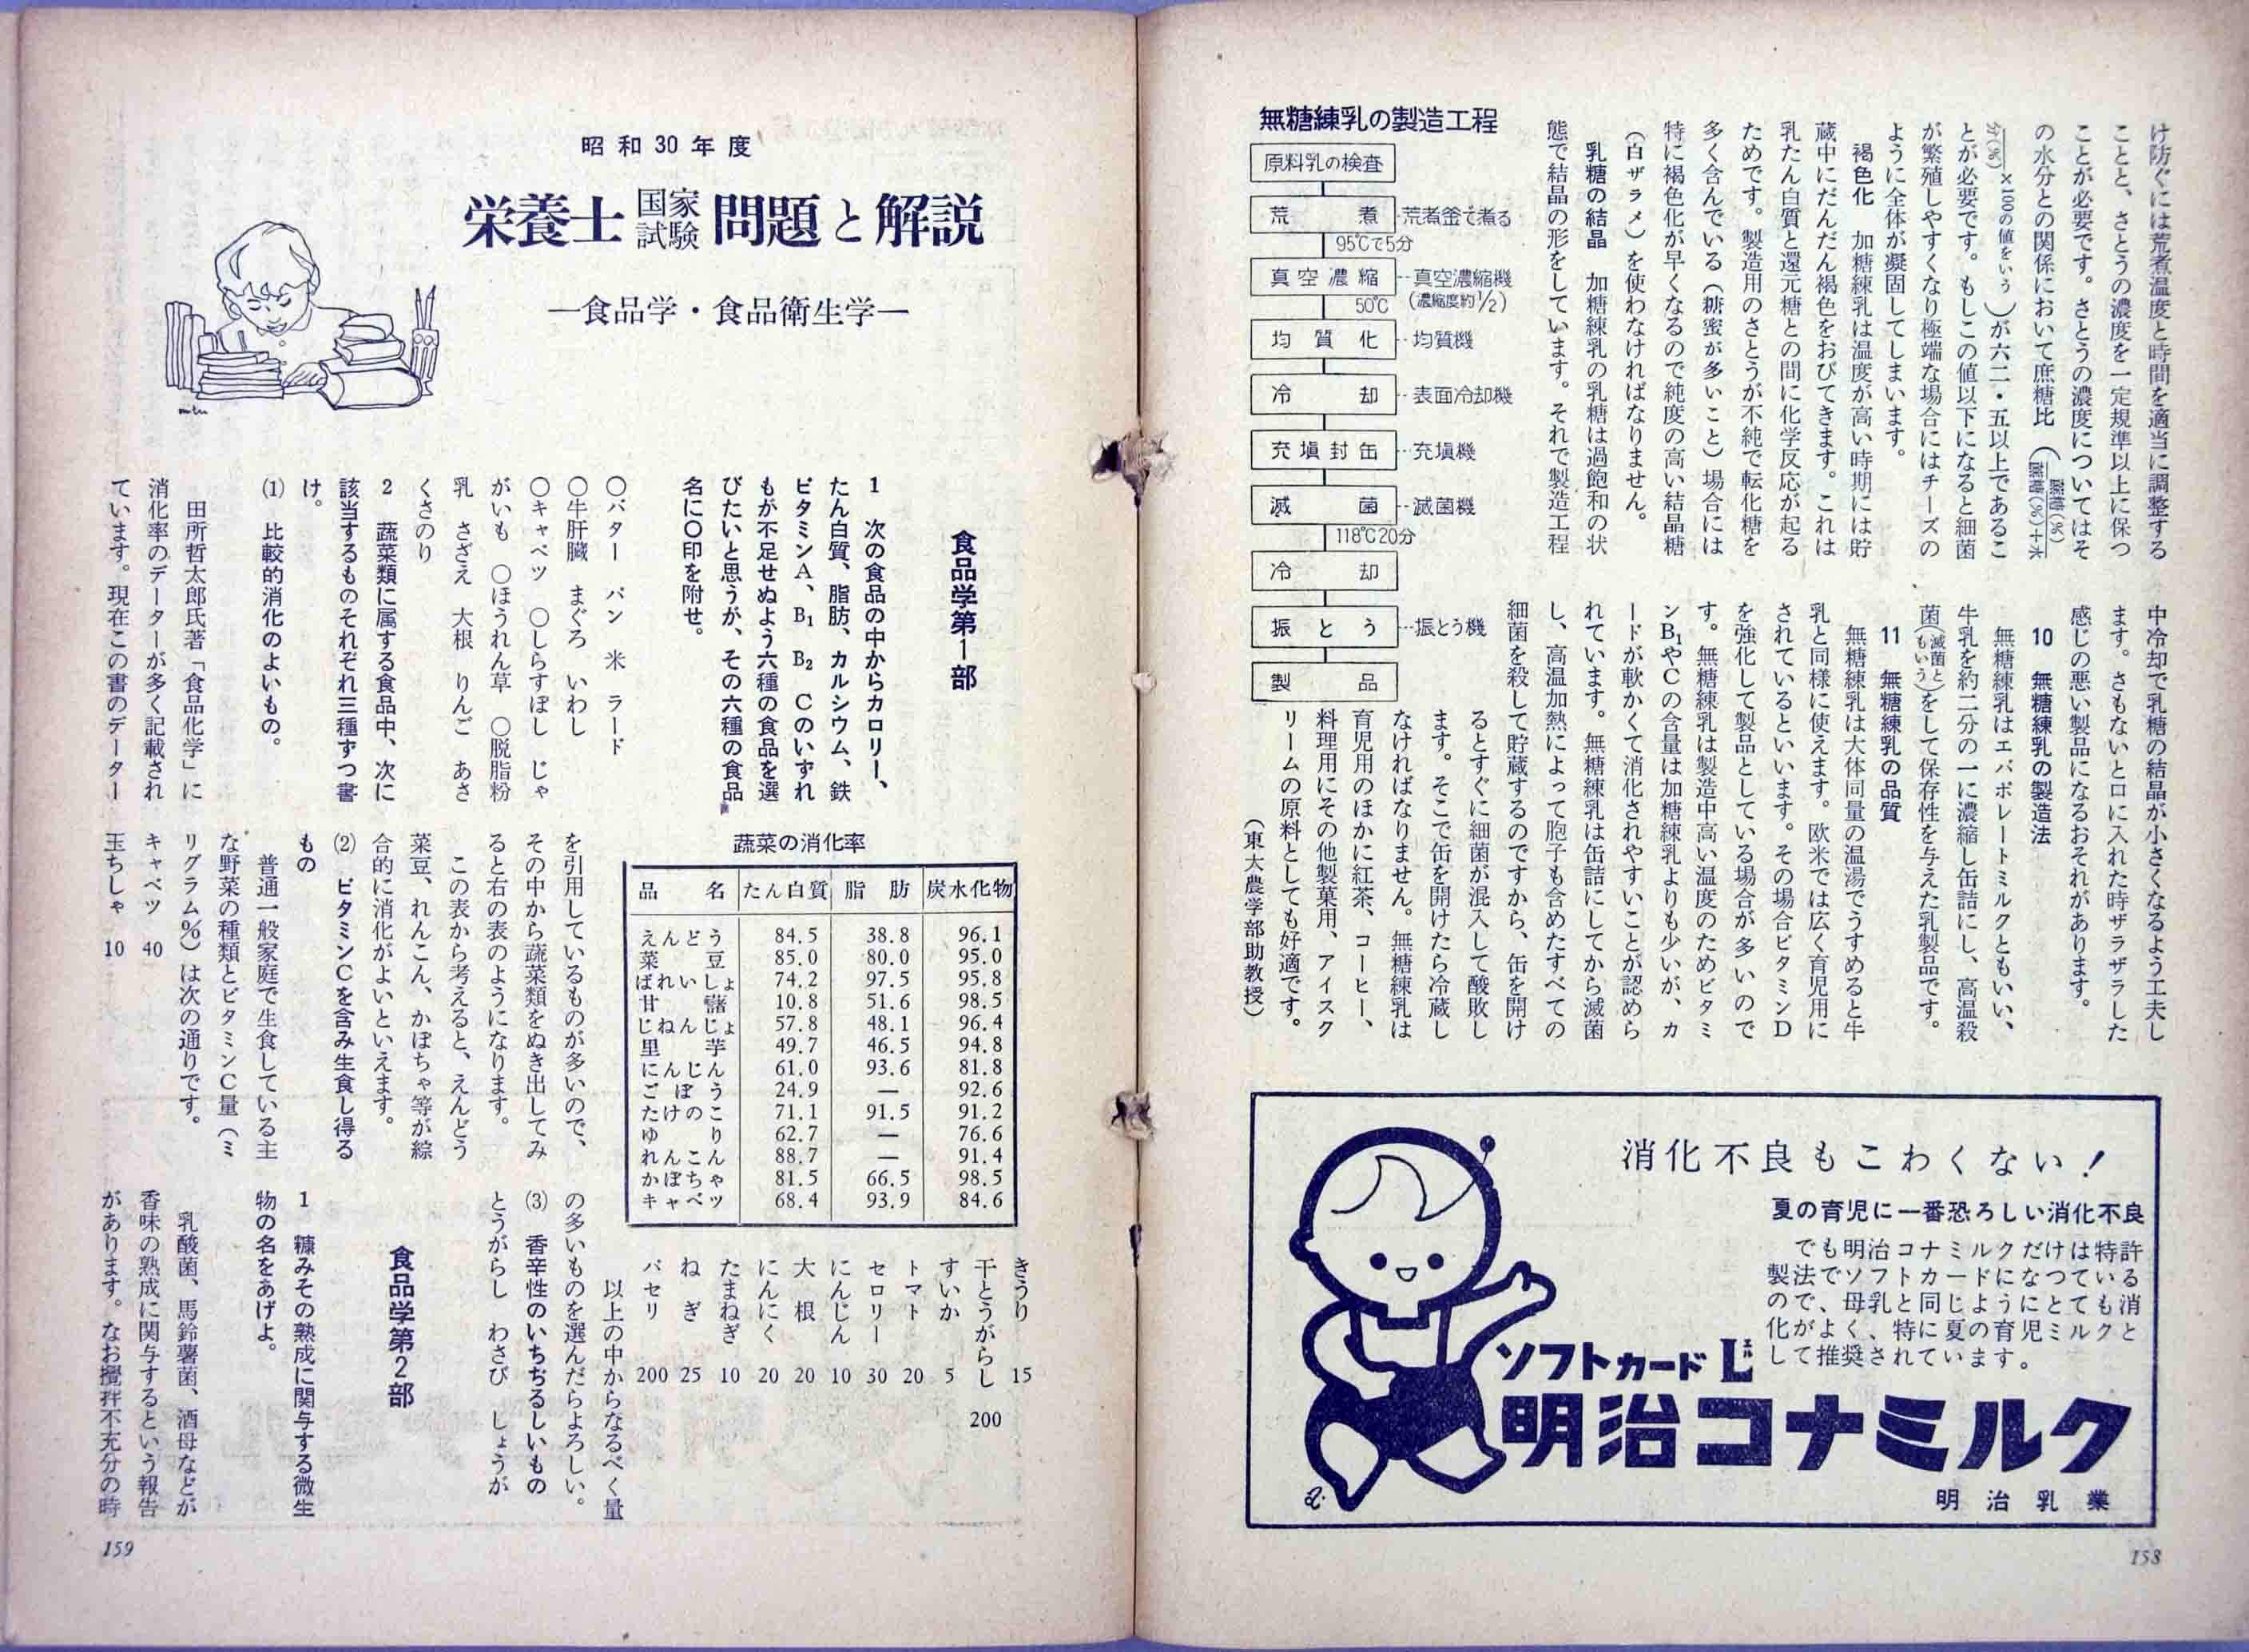 け防ぐには荒煮温度と時間を適当に調整する
ことと、さとうの濃度を一定規準以上に保つ
ことが必要です。さとうの濃度についてはそ
の水分との関係において庶糖比(蔗糖(%)/蔗糖(%)+水
分(%)×100の値をいう)が六二・五以上であるこ
とが必要です。もしこの値以下になると細菌
が繁殖しやすくなり極端な場合にはチーズの
ように全体が凝固してしまいます。
褐色化 加糖練乳は温度が高い時期には貯
蔵中にだんだん褐色をおびてきます。これは
乳たん白質と還元糖との間に化学反応が起る
ためです。製造用のさとうが不純で転化糖を
多く含んでいる(糖蜜が多いこと)場合には
特に褐色化が早くなるので純度の高い結晶糖
(白ザラメ)を使わなければなりません。
乳糖の結晶 加糖練乳の乳糖は過飽和の状
態で結晶の形をしています。それで製造工程
無糖練乳の製造工程
原料乳の検査
荒煮 荒煮釜で煮る
95℃で5分
真空濃縮 真空濃縮機
50℃ (濃縮度約1/2)
均質化 均質機
冷却 表面冷却機
充塡封缶 充塡機
滅菌 滅菌機
118℃20分
冷却
振とう 振とう機
製品
中冷却で乳糖の結晶が小さくなるよう工夫し
ます。さもないと口に入れた時ザラザラした
感じの悪い製品になるおそれがあります。
10 無糖練乳の製造法
無糖練乳はエバポレートミルクともいい、
牛乳を約二分の一に濃縮し缶詰にし、高温殺
菌(滅菌ともいう)をして保存性を与えた乳製品です。
11 無糖練乳の品質
無糖練乳は大体同量の温湯でうすめると牛
乳と同様に使えます。欧米では広く育児用に
されているといいます。その場合ビタミンD
を強化して製品としている場合が多いので
す。無糖練乳は製造中高い温度のためビタミ
ンB₁やCの含量は加糖練乳よりも少いが、カ
ードが軟かくて消化されやすいことが認めら
れています。無糖練乳は缶詰にしてから滅菌
し、高温加熱によって胞子も含めたすべての
細菌を殺して貯蔵するのですから、缶を開け
るとすぐに細菌が混入して酸敗し
ます。そこで缶を開けたら冷蔵し
なければなりません。無糖練乳は
育児用のほかに紅茶、コーヒー、
料理用にその他製菓用、アイスク
リームの原料としても好適です。
(東大農学部助教授)
消化不良もこわくない!
夏の育児に一番恐ろしい消化不良
でも明治コナミルクだけは特許
製法でソフトカードになつている
ので、母乳と同じようにとても消
化がよく、特に夏の育児ミルクと
して推奨されています。
ソフトカード L エル
明治コナミルク
明治乳業
158
昭和30年度
栄養士国家試験問題と解説
―食品学・食品衛生学―
食品学第1部
1 次の食品の中からカロリー、
たん白質、脂肪、カルシウム、鉄
ビタミンA、B₁ B₂ Cのいずれ
もが不足せぬよう六種の食品を選
びたいと思うが、その六種の食品
名に○印を附せ。
○バター パン 米 ラード
○牛肝臓 まぐろ いわし
○キャベツ ○しらすぼし じゃ
がいも ○ほうれん草 ○脱脂粉
乳 さざえ 大根 りんご あさ
くさのり
2 蔬菜類に属する食品中、次に
該当するものそれぞれ三種ずつ書
け。
(1) 比較的消化のよいもの。
田所哲太郎氏著「食品化学」に
消化率のデーターが多く記載され
ています。現在この書のデーター
蔬菜の消化率
品名 たん白質 脂肪 炭水化物
えんどう 84.5 38.8 96.1
菜豆 85.0 80.0 95.0
ばれいしょ 74.2 97.5 95.8
甘藷 10.8 51.6 98.5
じねんじょ 57.8 48.1 96.4
里芋 49.7 46.5 94.8
にんじん 61.0 93.6 81.8
ごぼう 24.9 ― 92.6
たけのこ 71.1 91.5 91.2
ゆり 62.7 ― 76.6
れんこん 88.7 ― 91.4
かぼちゃ 81.5 66.5 98.5
キャベツ 68.4 93.9 84.6
を引用しているものが多いので、
その中から蔬菜類をぬき出してみ
ると右の表のようになります。
この表から考えると、えんどう
菜豆、れんこん、かぼちゃ等が綜
合的に消化がよいといえます。
(2) ビタミンCを含み生食し得る
もの
普通一般家庭で生食している主
な野菜の種類とビタミンC量(ミ
リグラム%)は次の通りです。
キャベツ 40
玉ちしゃ 10
きうり 15
干とうがらし 200
すいか 5
トマト 20
セロリー 30
にんじん 10
大根 20
にんにく 20
たまねぎ 10
ねぎ 25
パセリ 200
以上の中からなるべく量
の多いものを選んだらよろしい。
(3) 香辛性のいちぢるしいもの
とうがらし わさび しょうが
食品学第2部
1 糠みその熟成に関与する微生
物の名をあげよ。
乳酸菌、馬鈴薯菌、酒母などが
香味の熟成に関与するという報告
があります。なお攪拌不充分の時
159